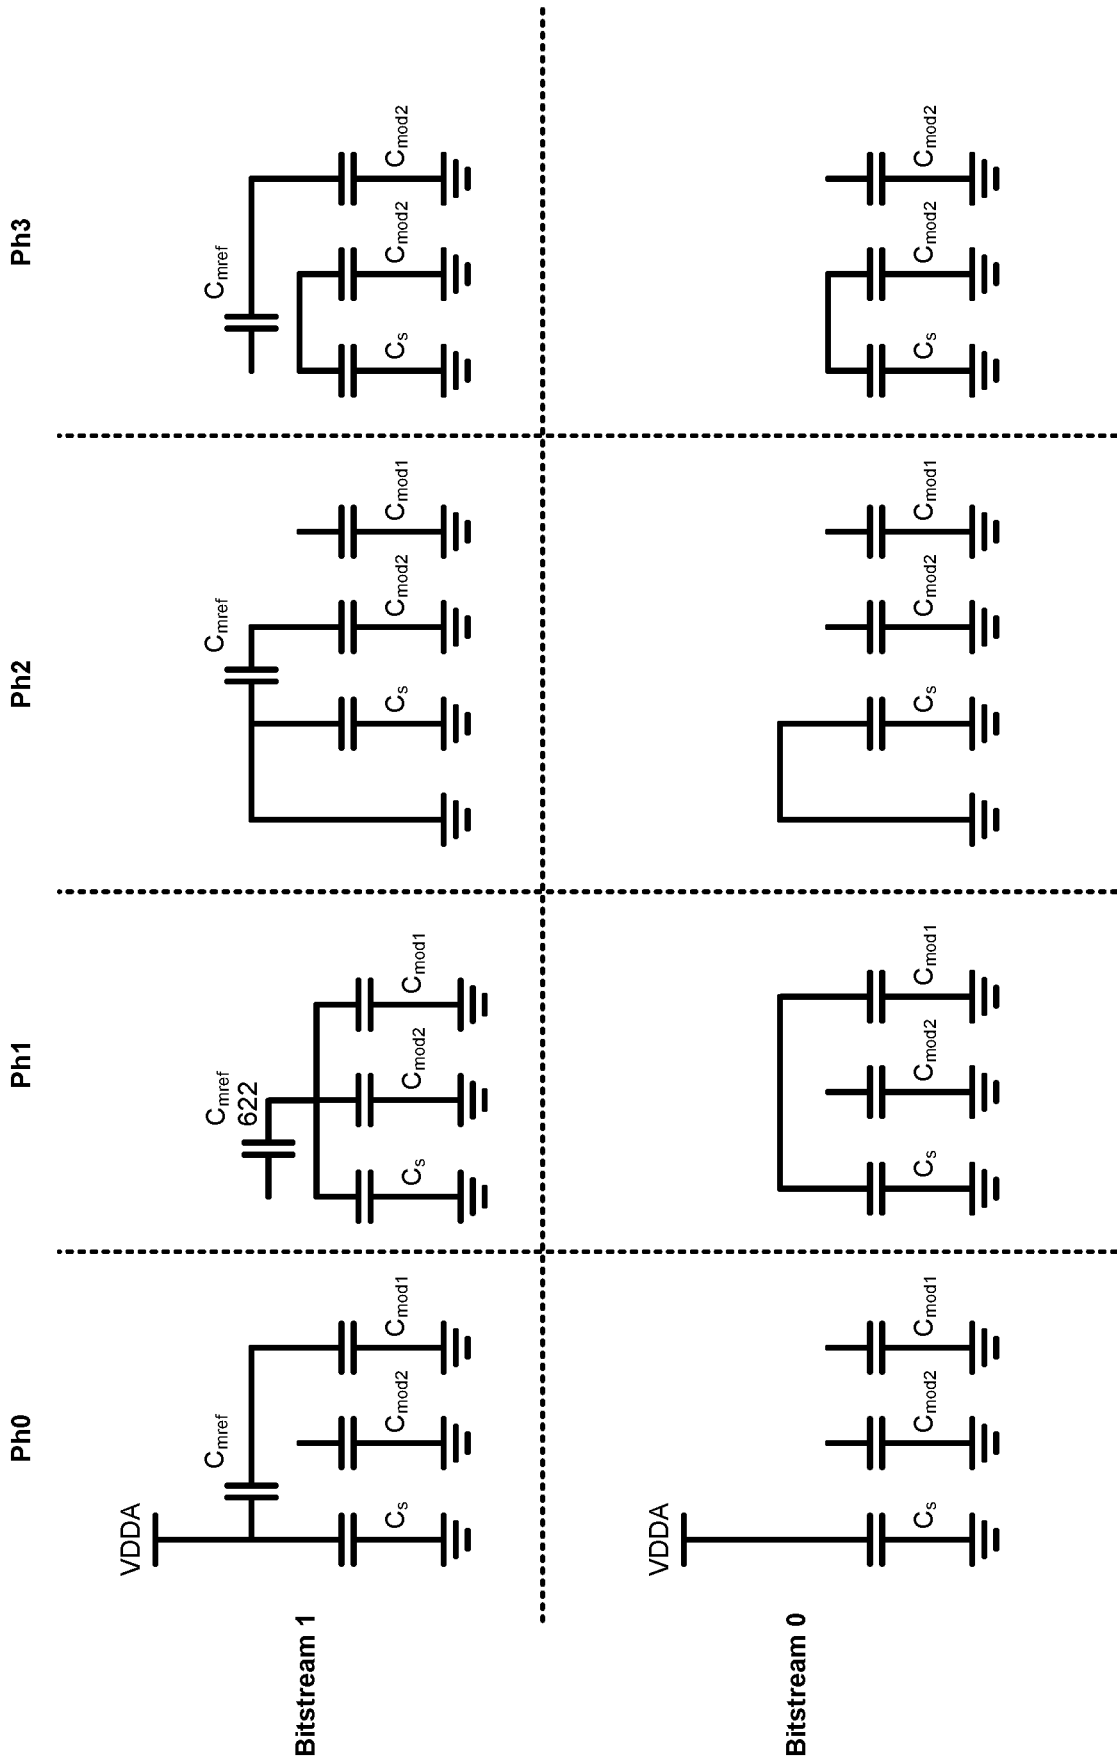 Ph0
Ph1
Ph2
Ph3
Bitstream 1
VDDA
Cmref
Cs
Cmod2
Cmod1
Cmref
622
Cs
Cmod2
Cmod1
Cmref
Cs
Cmod2
Cmod1
Cmref
Cs
Cmod2
Cmod2
Bitstream 0
VDDA
Cs
Cmod2
Cmod1
Cs
Cmod2
Cmod1
Cs
Cmod2
Cmod1
Cs
Cmod2
Cmod2